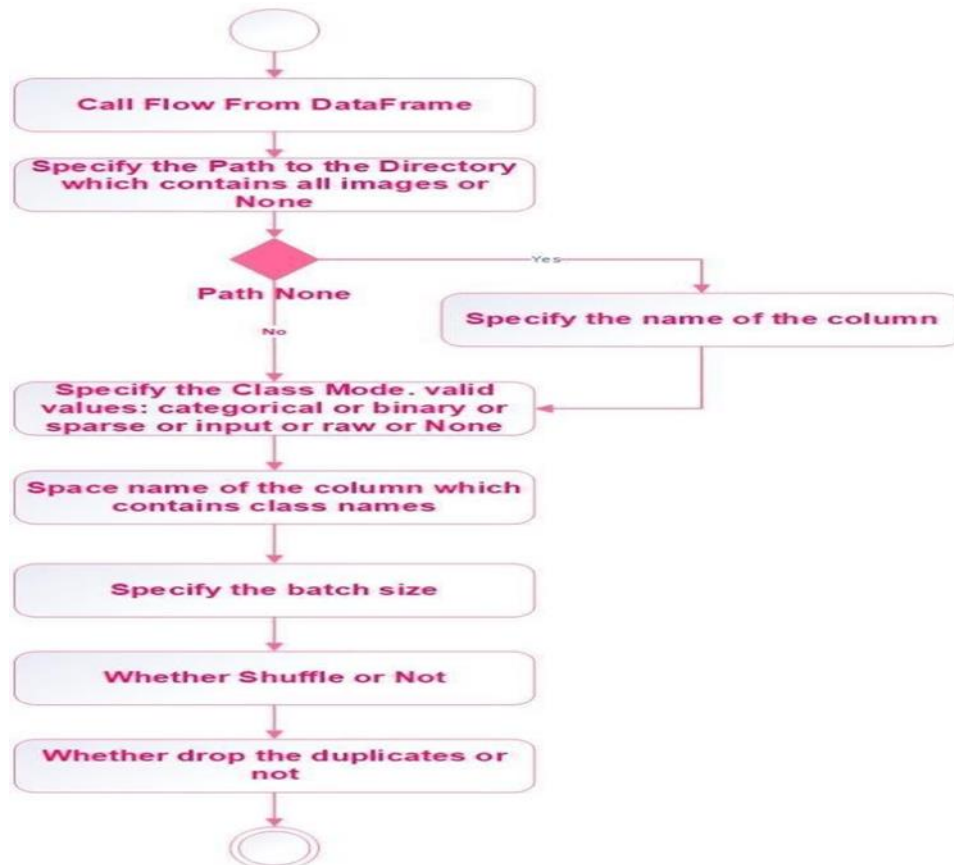 Call Flow From DataFrame
Specify the Path to the Directory
which contains all images or
None
Path None
Yes
No
Specify the name of the column
Specify the Class Mode. valid
values: categorical or binary or
sparse or input or raw or None
Space name of the column which
contains class names
Specify the batch size
Whether Shuffle or Not
Whether drop the duplicates or
not